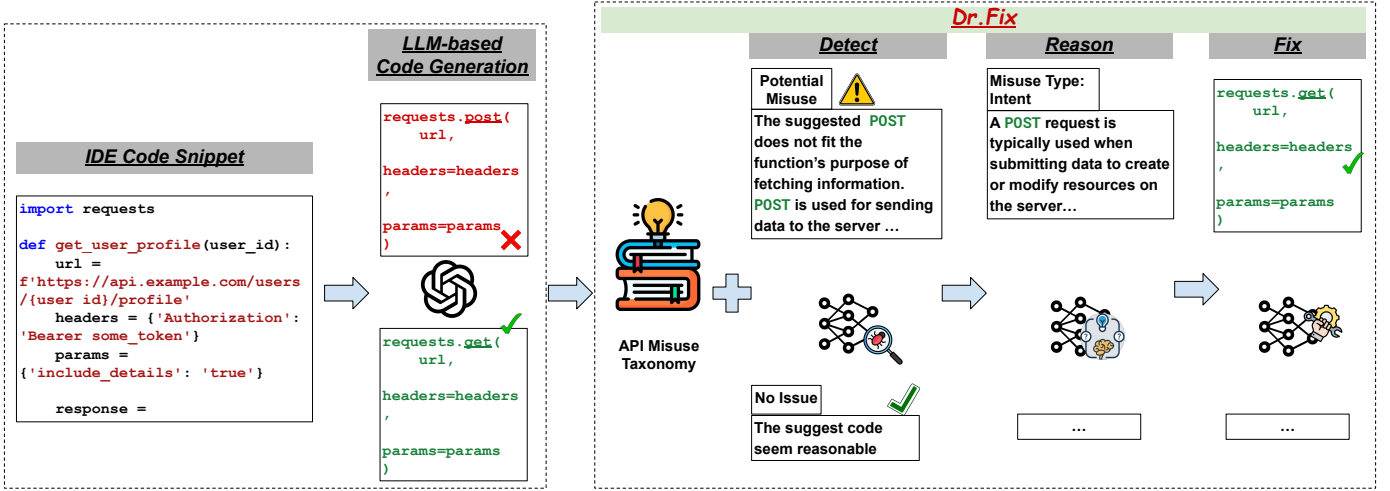 IDE Code Snippet
import requests
def get_user_profile(user_id):
url =
f'https://api.example.com/users
/{user id}/profile'
headers = {'Authorization':
'Bearer some_token'}
params =
{'include_details': 'true'}
response =
LLM-based
Code Generation
requests.post(
url,
headers=headers
,
params=params
)
requests.get(
url,
headers=headers
,
params=params
)
Dr.Fix
API Misuse
Taxonomy
Detect
Potential
Misuse
The suggested POST
does not fit the
function's purpose of
fetching information.
POST is used for sending
data to the server ...
No Issue
The suggest code
seem reasonable
Reason
Misuse Type:
Intent
A POST request is
typically used when
submitting data to create
or modify resources on
the server…
...
Fix
requests.get(
url,
headers=headers
,
params=params
)
...